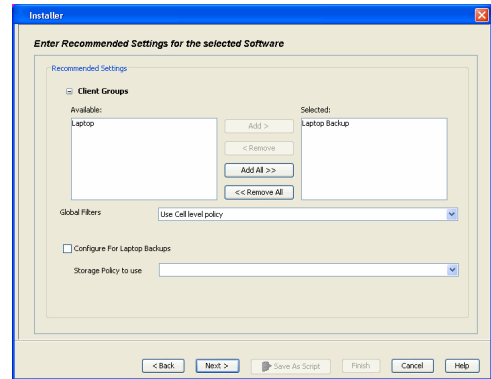 Installer
Enter Recommended Settings for the selected Software
Recommended Settings
Client Groups
Available:
Selected:
Laptop
Laptop Backup
Add >
< Remove
Add All >>
<< Remove All
Global Filters
Use Cell level policy
Configure For Laptop Backups
Storage Policy to use
< Back
Next >
Save As Script
Finish
Cancel
Help